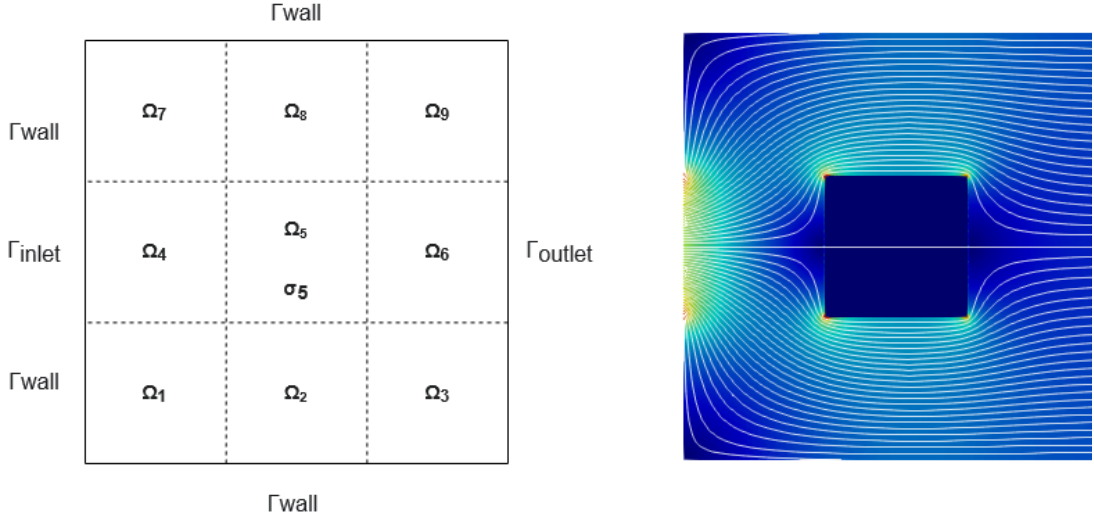 Γwall
Ω₇ Ω₈ Ω₉
Γwall
Ω₅
Γinlet Ω₄ Ω₆ Γoutlet
σ₅
Γwall Ω₁ Ω₂ Ω₃
Γwall